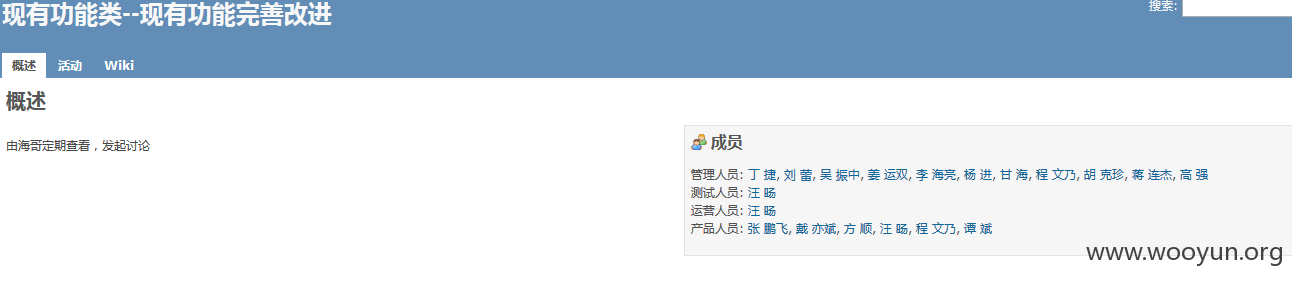 现有功能类--现有功能完善改进
搜索:
概述 活动 Wiki
概述
由海哥定期查看，发起讨论
成员
管理人员: 丁 捷, 刘 蕾, 吴 振中, 姜 运双, 李 海亮, 杨 进, 甘 海, 程 文乃, 胡 克珍, 蒋 连杰, 高 强
测试人员: 汪 旸
运营人员: 汪 旸
产品人员: 张 鹏飞, 戴 亦斌, 方 顺, 汪 旸, 程 文乃, 谭 斌
www.wooyun.org